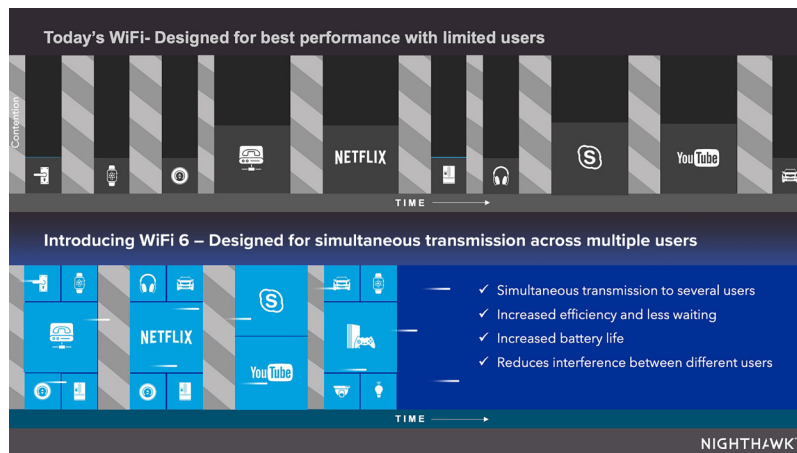 Today's WiFi- Designed for best performance with limited users
Contention
NETFLIX
S
YouTube
TIME
Introducing WiFi 6 – Designed for simultaneous transmission across multiple users
S
NETFLIX
YouTube
✓ Simultaneous transmission to several users
✓ Increased efficiency and less waiting
✓ Increased battery life
✓ Reduces interference between different users
TIME
NIGHTHAWK